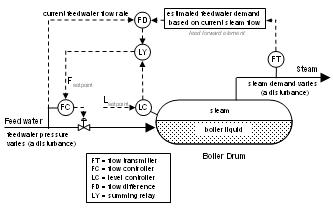 current feedwater flow rate
FD
estimated feedwater demand
based on current steam flow
feed forward element
LY
FT
F setpoint
L setpoint
Steam
steam demand varies
(a disturbance)
FC
LC
Feed water
feedwater pressure
varies (a disturbance)
steam
boiler liquid
Boiler Drum
FT = flow transmitter
FC = flow controller
LC = level controller
FD = flow difference
LY = summing relay